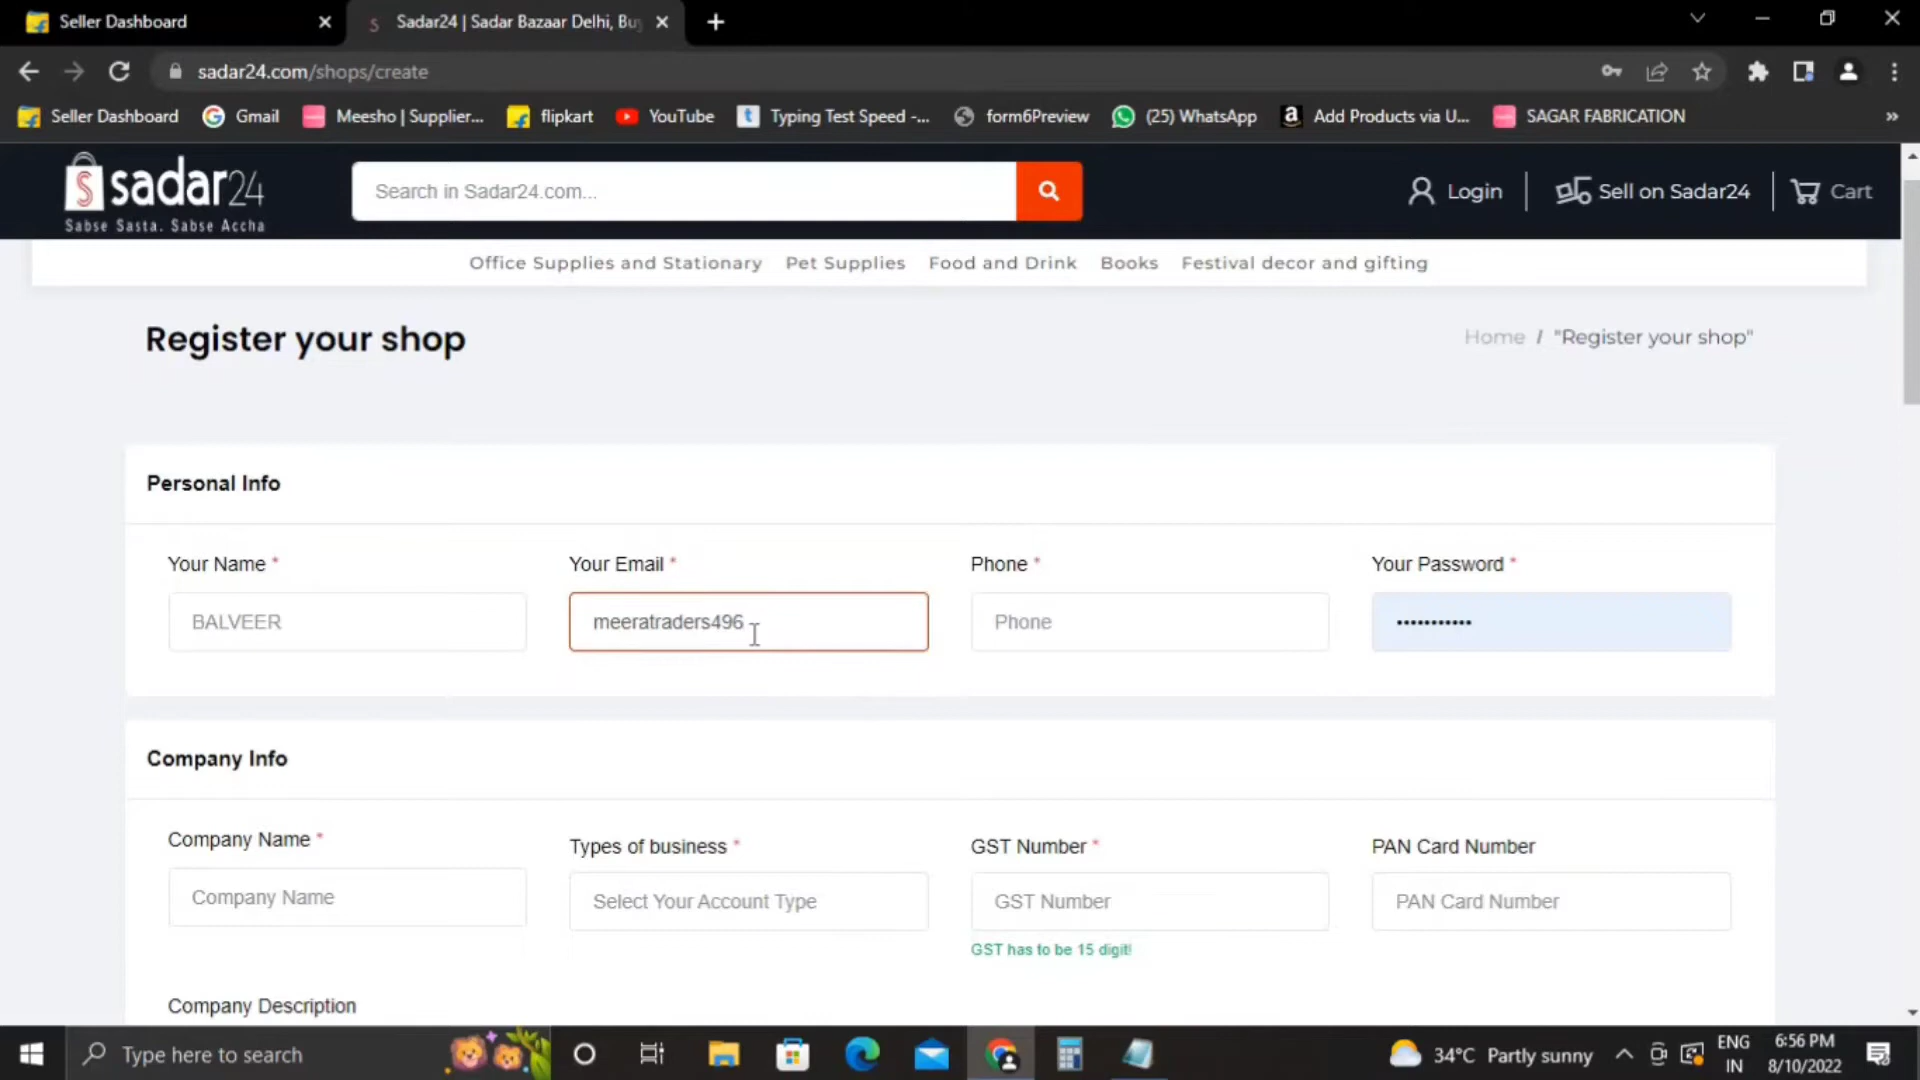 Seller Dashboard
Sadar24 | Sadar Bazaar Delhi, Bu
sadar24.com/shops/create
Seller Dashboard
Gmail
Meesho | Supplier...
flipkart
YouTube
Typing Test Speed -...
form6Preview
(25) WhatsApp
Add Products via U...
SAGAR FABRICATION
»
sadar24
Sabse Sasta. Sabse Accha
Search in Sadar24.com...
Login
Sell on Sadar24
Cart
Office Supplies and Stationary
Pet Supplies
Food and Drink
Books
Festival decor and gifting
Register your shop
Home / "Register your shop"
Personal Info
Your Name *
Your Email *
Phone *
Your Password *
BALVEER
meeratraders496
Phone
•••••••••••
Company Info
Company Name *
Types of business *
GST Number *
PAN Card Number
Company Name
Select Your Account Type
GST Number
PAN Card Number
GST has to be 15 digit!
Company Description
Type here to search
34°C Partly sunny
ENG
IN
6:56 PM
8/10/2022